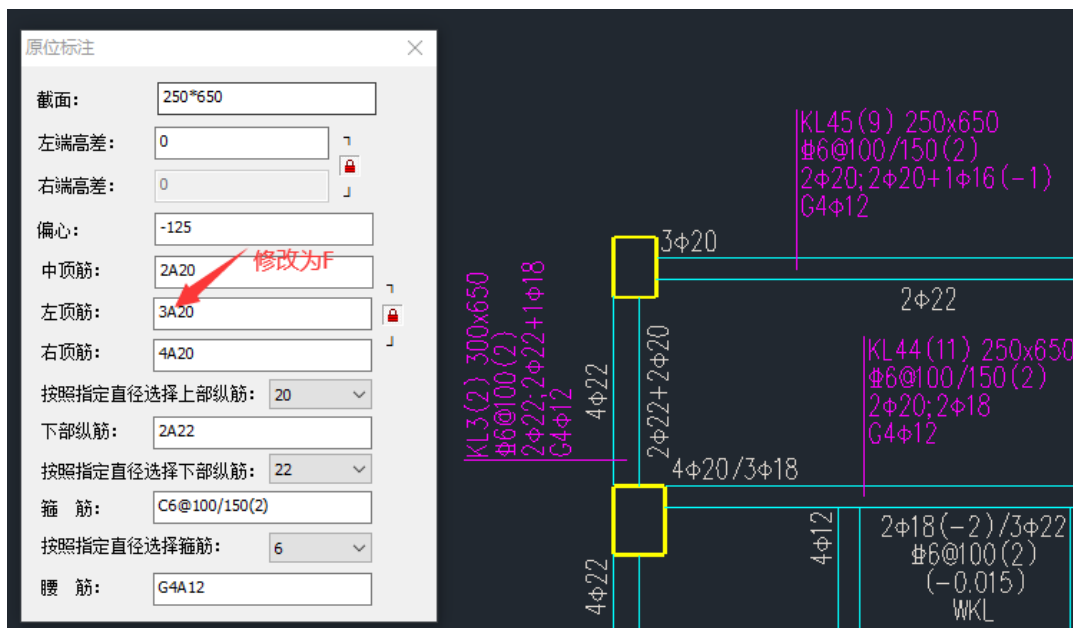 原位标注
截面：
250*650
左端高差：
0
右端高差：
0
偏心：
-125
修改为F
中顶筋：
2A20
左顶筋：
3A20
右顶筋：
4A20
按照指定直径选择上部纵筋：
20
下部纵筋：
2A22
按照指定直径选择下部纵筋：
22
箍 筋：
C6@100/150(2)
按照指定直径选择箍筋：
6
腰 筋：
G4A12
KL45(9) 250x650
⏀6@100/150(2)
2ϕ20;2ϕ20+1ϕ16(-1)
G4ϕ12
3ϕ20
2ϕ22
KL3(2) 300x650
⏀6@100(2)
2ϕ22;2ϕ22+1ϕ18
G4ϕ12
4ϕ22
2ϕ22+2ϕ20
KL44(11) 250x650
⏀6@100/150(2)
2ϕ20;2ϕ18
G4ϕ12
4ϕ20/3ϕ18
4ϕ22
4ϕ12
2ϕ18(-2)/3ϕ22
⏀6@100(2)
(-0.015)
WKL